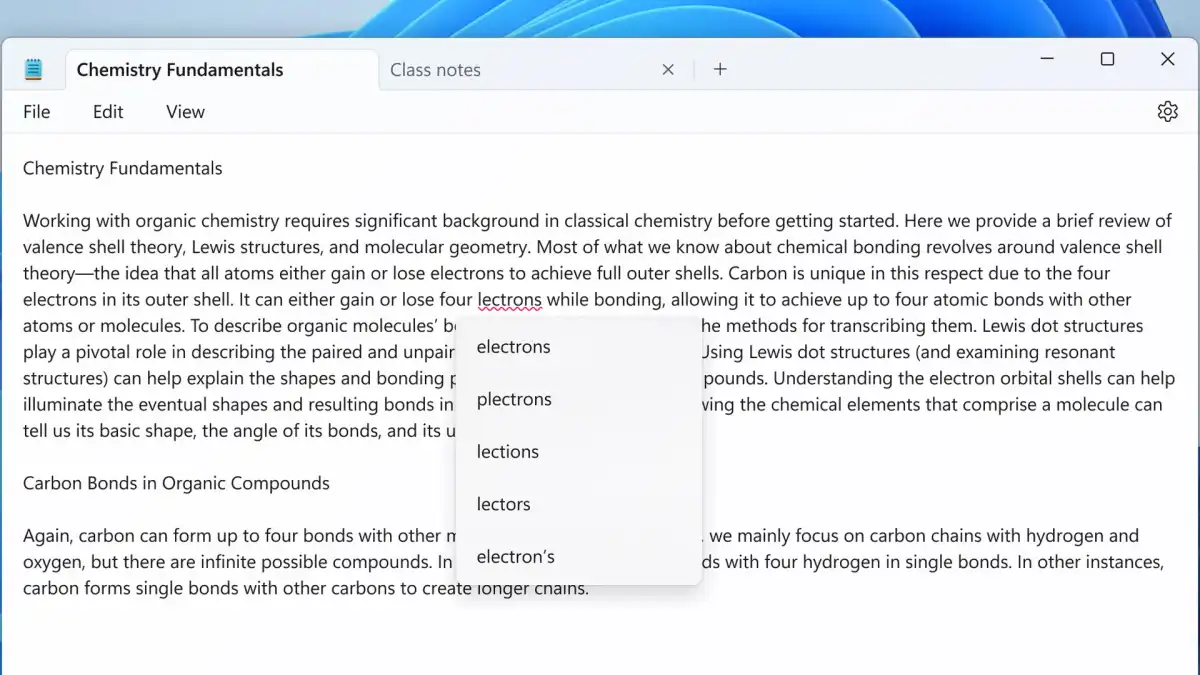 Chemistry Fundamentals
Class notes
File Edit View
Chemistry Fundamentals
Working with organic chemistry requires significant background in classical chemistry before getting started. Here we provide a brief review of
valence shell theory, Lewis structures, and molecular geometry. Most of what we know about chemical bonding revolves around valence shell
theory—the idea that all atoms either gain or lose electrons to achieve full outer shells. Carbon is unique in this respect due to the four
electrons in its outer shell. It can either gain or lose four lectrons while bonding, allowing it to achieve up to four atomic bonds with other
atoms or molecules. To describe organic molecules’ he methods for transcribing them. Lewis dot structures
play a pivotal role in describing the paired and Using Lewis dot structures (and examining resonant
structures) can help explain the shapes and bonding Understanding the electron orbital shells can help
illuminate the eventual shapes and resulting bonds in the chemical elements that comprise a molecule can
tell us its basic shape, the angle of its bonds, and its
electrons
plectrons
lections
lectors
electron’s
Carbon Bonds in Organic Compounds
Again, carbon can form up to four bonds with other we mainly focus on carbon chains with hydrogen and
oxygen, but there are infinite possible compounds. In with four hydrogen in single bonds. In other instances,
carbon forms single bonds with other carbons to create longer chains.